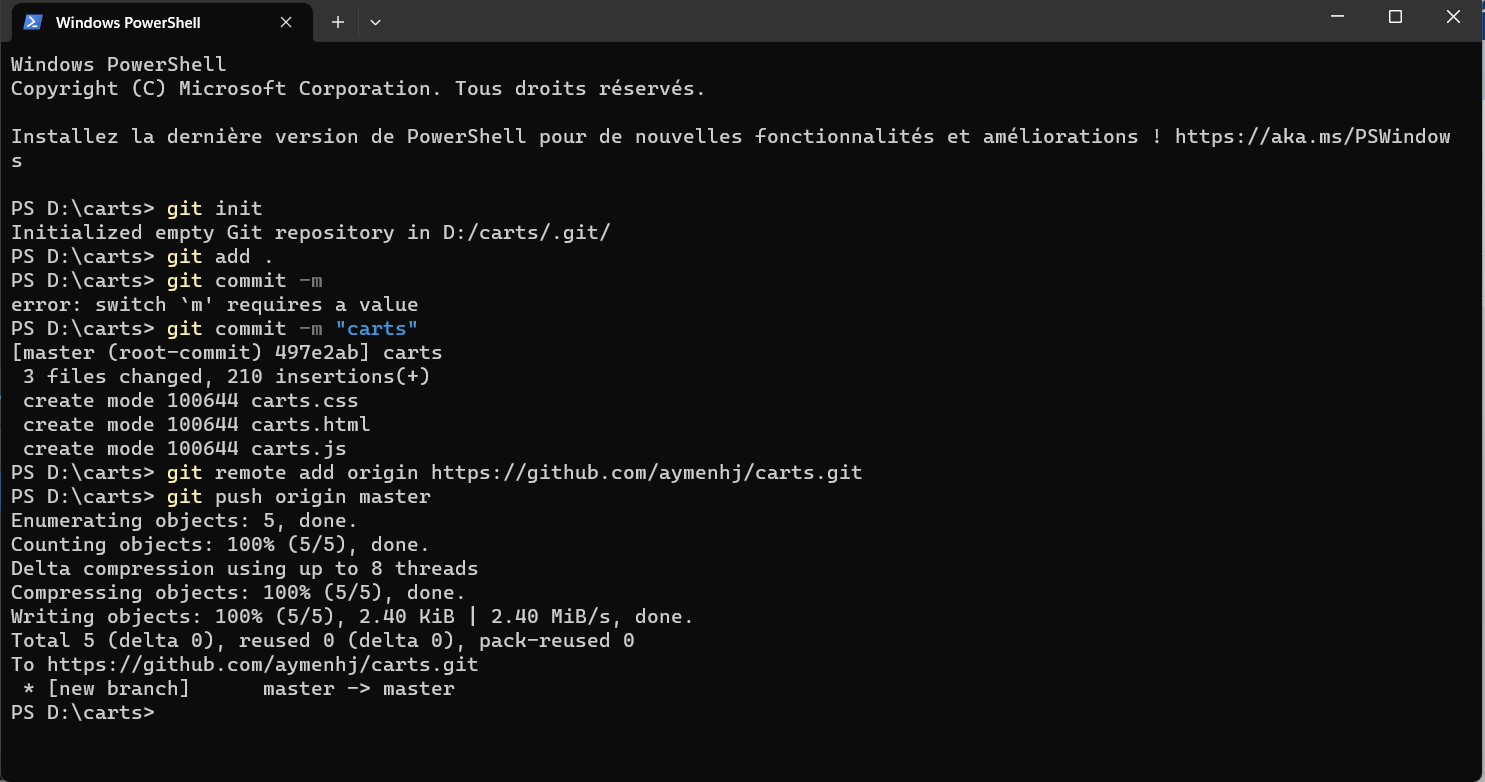 Windows PowerShell
Windows PowerShell
Copyright (C) Microsoft Corporation. Tous droits réservés.
Installez la dernière version de PowerShell pour de nouvelles fonctionnalités et améliorations ! https://aka.ms/PSWindow
s
PS D:\carts> git init
Initialized empty Git repository in D:/carts/.git/
PS D:\carts> git add .
PS D:\carts> git commit -m
error: switch `m' requires a value
PS D:\carts> git commit -m "carts"
[master (root-commit) 497e2ab] carts
 3 files changed, 210 insertions(+)
 create mode 100644 carts.css
 create mode 100644 carts.html
 create mode 100644 carts.js
PS D:\carts> git remote add origin https://github.com/aymenhj/carts.git
PS D:\carts> git push origin master
Enumerating objects: 5, done.
Counting objects: 100% (5/5), done.
Delta compression using up to 8 threads
Compressing objects: 100% (5/5), done.
Writing objects: 100% (5/5), 2.40 KiB | 2.40 MiB/s, done.
Total 5 (delta 0), reused 0 (delta 0), pack-reused 0
To https://github.com/aymenhj/carts.git
 * [new branch]      master -> master
PS D:\carts>